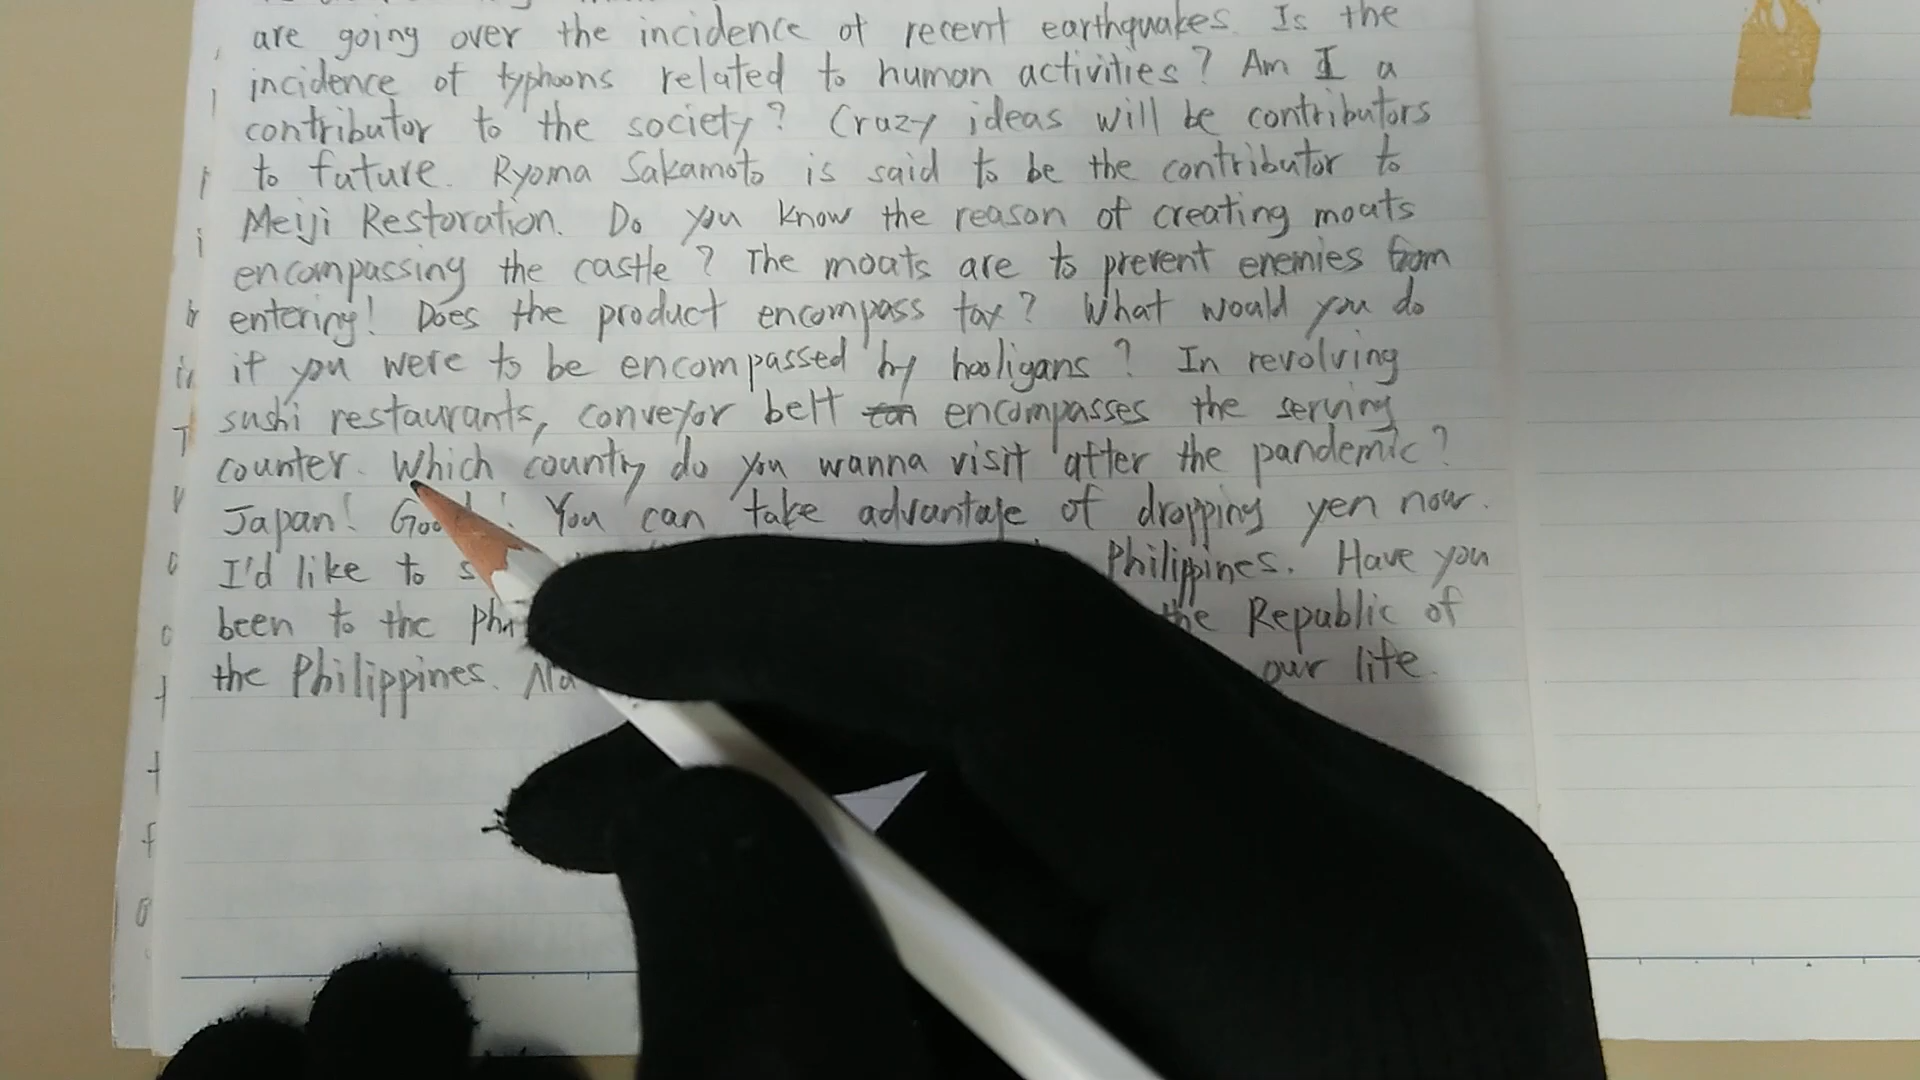 are going over the incidence of recent earthquakes. Is the
incidence of typhoons related to human activities? Am I a
contributor to the society? Crazy ideas will be contributors
to future. Ryoma Sakamoto is said to be the contributor to
Meiji Restoration. Do you know the reason of creating moats
encompassing the castle? The moats are to prevent enemies from
entering! Does the product encompass tax? What would you do
if you were to be encompassed by hooligans? In revolving
sushi restaurants, conveyor belt encompasses the serving
counter. Which country do you wanna visit after the pandemic?
Japan! Good! You can take advantage of dropping yen now.
I'd like to Philippines. Have you
been to the the Republic of
the Philippines. our life.